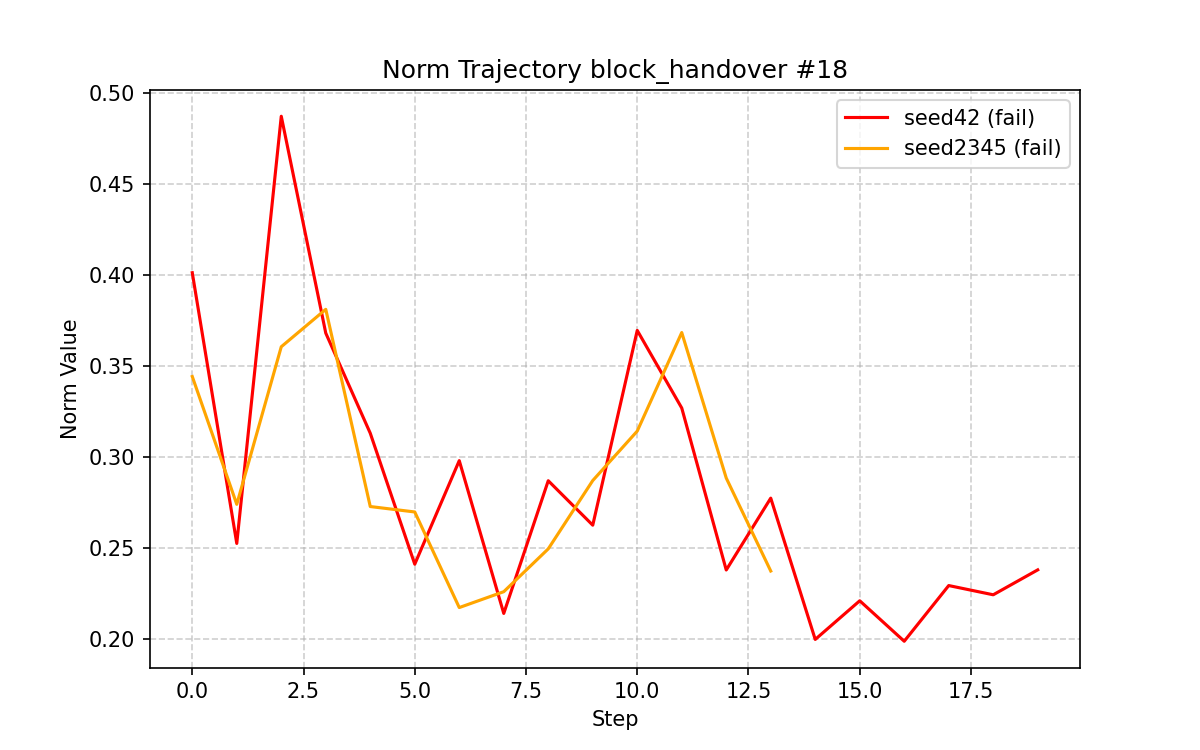 Norm Trajectory block_handover #18
seed42 (fail)
seed2345 (fail)
Norm Value
0.50
0.45
0.40
0.35
0.30
0.25
0.20
0.0 2.5 5.0 7.5 10.0 12.5 15.0 17.5
Step